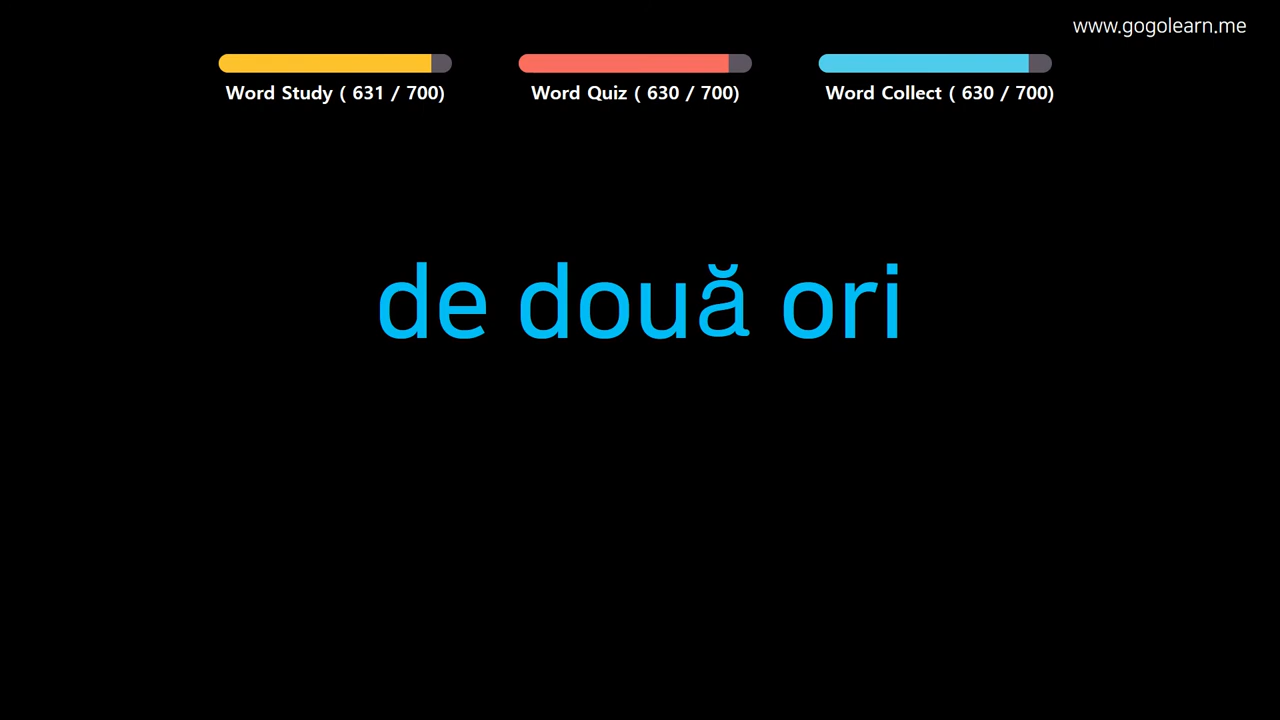 www.gogolearn.me
Word Study ( 631 / 700)
Word Quiz ( 630 / 700)
Word Collect ( 630 / 700)
de două ori